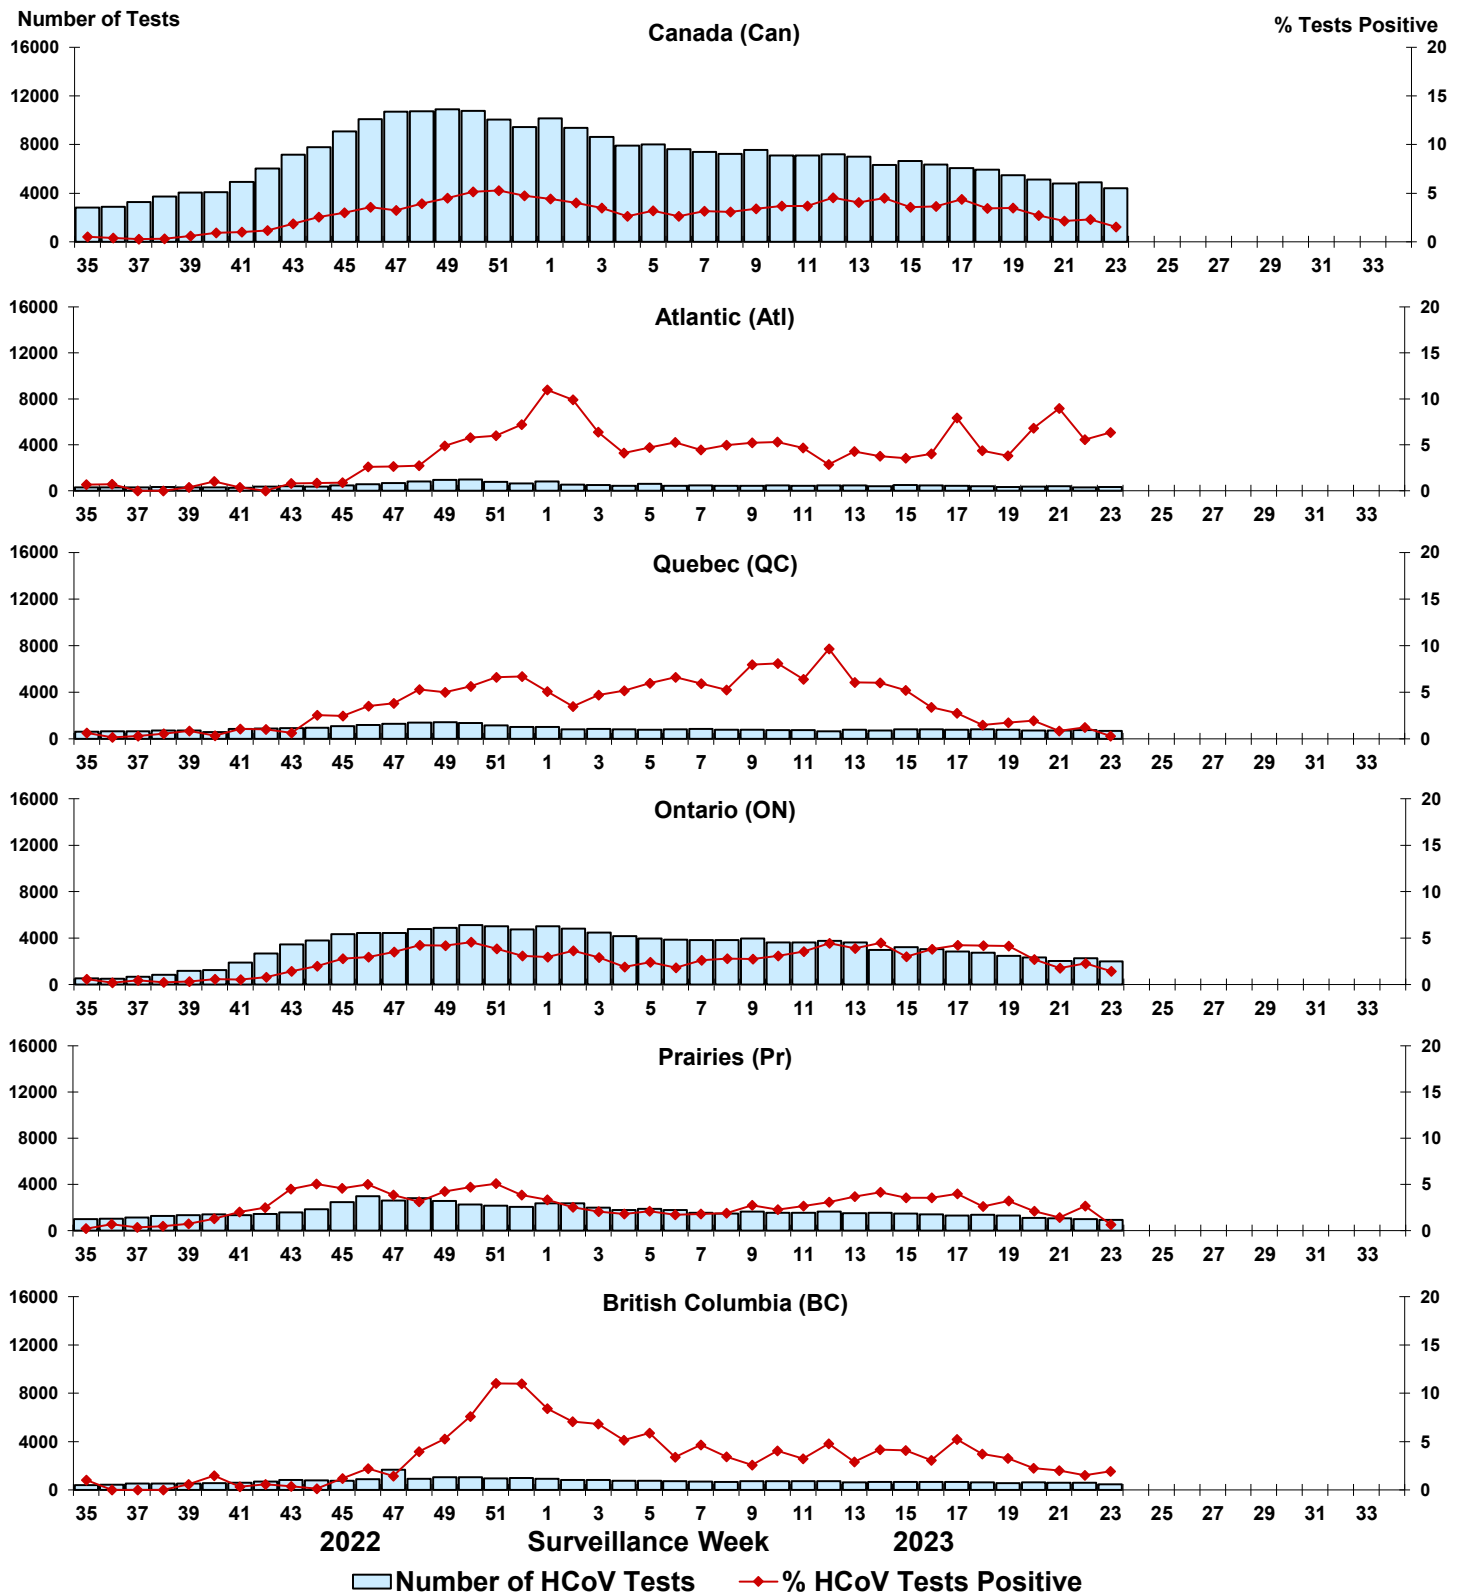 Number of Tests
Canada (Can)
% Tests Positive
16000 20
12000 15
8000 10
4000 5
0 0
35 37 39 41 43 45 47 49 51 1 3 5 7 9 11 13 15 17 19 21 23 25 27 29 31 33
Atlantic (Atl)
16000 20
12000 15
8000 10
4000 5
0 0
35 37 39 41 43 45 47 49 51 1 3 5 7 9 11 13 15 17 19 21 23 25 27 29 31 33
Quebec (QC)
16000 20
12000 15
8000 10
4000 5
0 0
35 37 39 41 43 45 47 49 51 1 3 5 7 9 11 13 15 17 19 21 23 25 27 29 31 33
Ontario (ON)
16000 20
12000 15
8000 10
4000 5
0 0
35 37 39 41 43 45 47 49 51 1 3 5 7 9 11 13 15 17 19 21 23 25 27 29 31 33
Prairies (Pr)
16000 20
12000 15
8000 10
4000 5
0 0
35 37 39 41 43 45 47 49 51 1 3 5 7 9 11 13 15 17 19 21 23 25 27 29 31 33
British Columbia (BC)
16000 20
12000 15
8000 10
4000 5
0 0
35 37 39 41 43 45 47 49 51 1 3 5 7 9 11 13 15 17 19 21 23 25 27 29 31 33
2022 Surveillance Week 2023
Number of HCoV Tests % HCoV Tests Positive